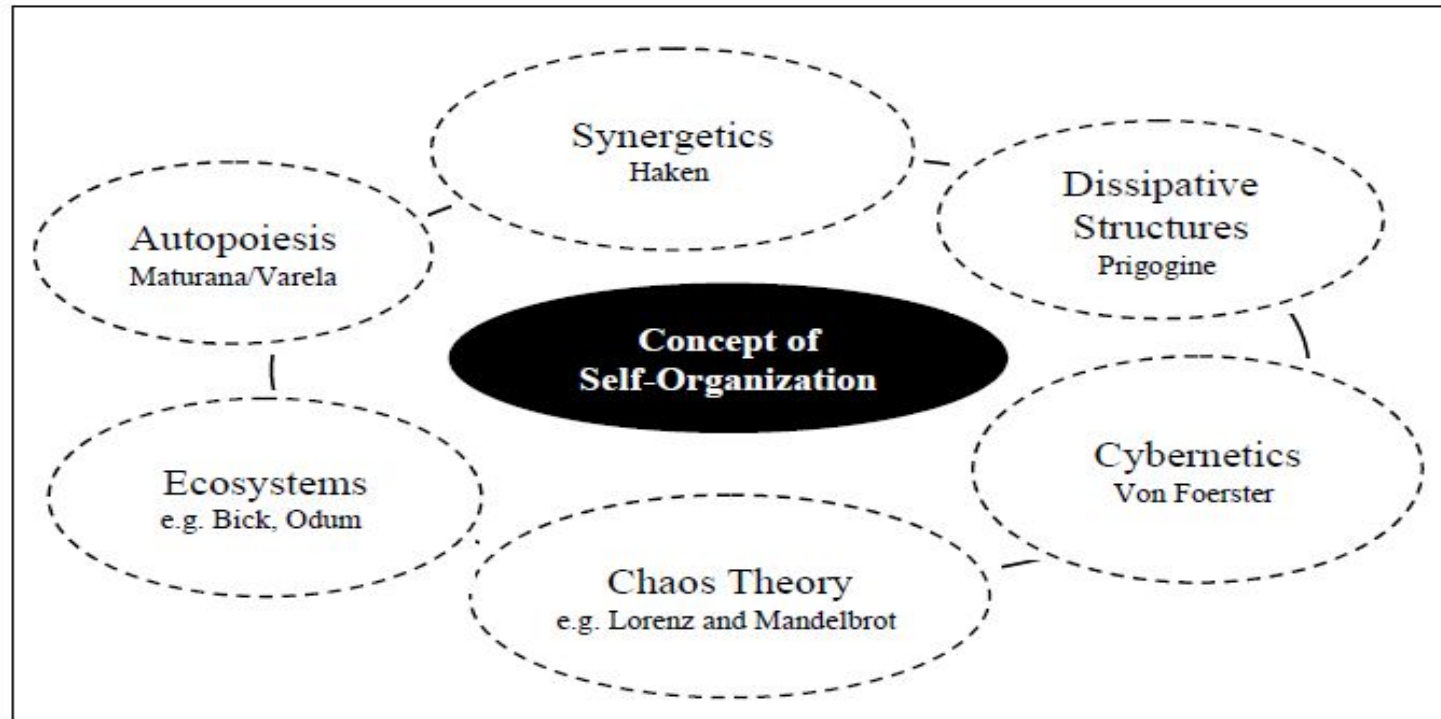 Synergetics
Haken
Dissipative
Structures
Prigogine
Autopoiesis
Maturana/Varela
Concept of
Self-Organization
Cybernetics
Von Foerster
Ecosystems
e.g. Bick, Odum
Chaos Theory
e.g. Lorenz and Mandelbrot